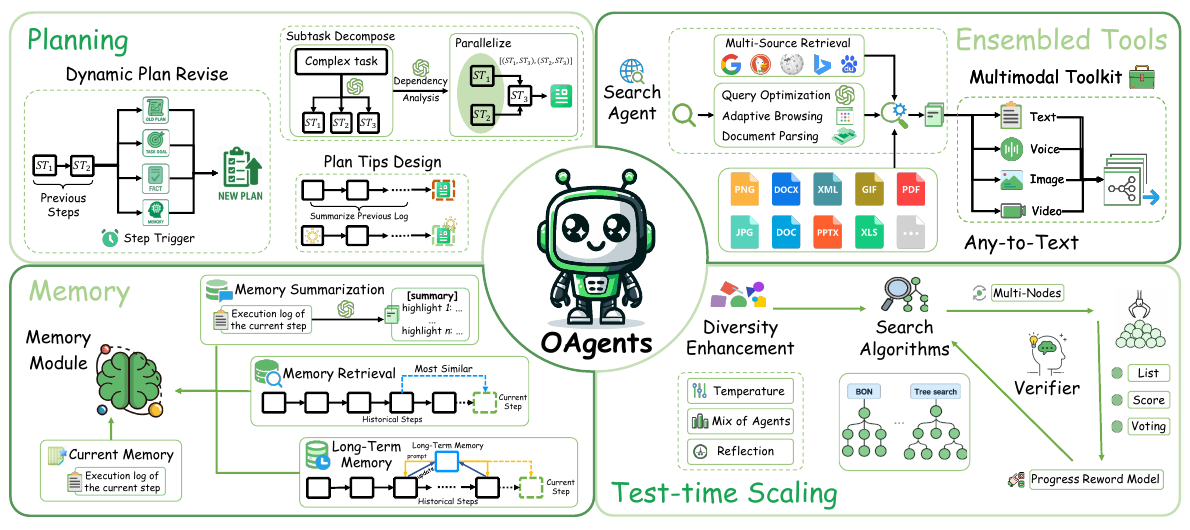 Planning
Dynamic Plan Revise
ST1
ST2
Previous
Steps
OLD PLAN
TASK GOAL
FACT
MEMORY
NEW PLAN
Step Trigger
Subtask Decompose
Complex task
ST1
ST2
ST3
Dependency
Analysis
Parallelize
[(ST1, ST3), (ST2, ST3)]
ST1
ST2
ST3
Plan Tips Design
Summarize Previous Log
Ensembled Tools
Search
Agent
Multi-Source Retrieval
Query Optimization
Adaptive Browsing
Document Parsing
PNG
DOCX
XML
GIF
PDF
JPG
DOC
PPTX
XLS
...
Multimodal Toolkit
Text
Voice
Image
Video
Any-to-Text
OAgents
Memory
Memory
Module
Memory Summarization
Execution log of
the current step
[summary]
highlight 1: ...
...
highlight n: ...
Memory Retrieval
Most Similar
Current
Step
Historical Steps
Long-Term
Memory
Long-Term Memory
prompt
update
Current
Step
Historical Steps
Current Memory
Execution log of
the current step
Diversity
Enhancement
Temperature
Mix of Agents
Reflection
Search
Algorithms
BON
...
Tree search
Multi-Nodes
Verifier
List
Score
Voting
Progress Reword Model
Test-time Scaling